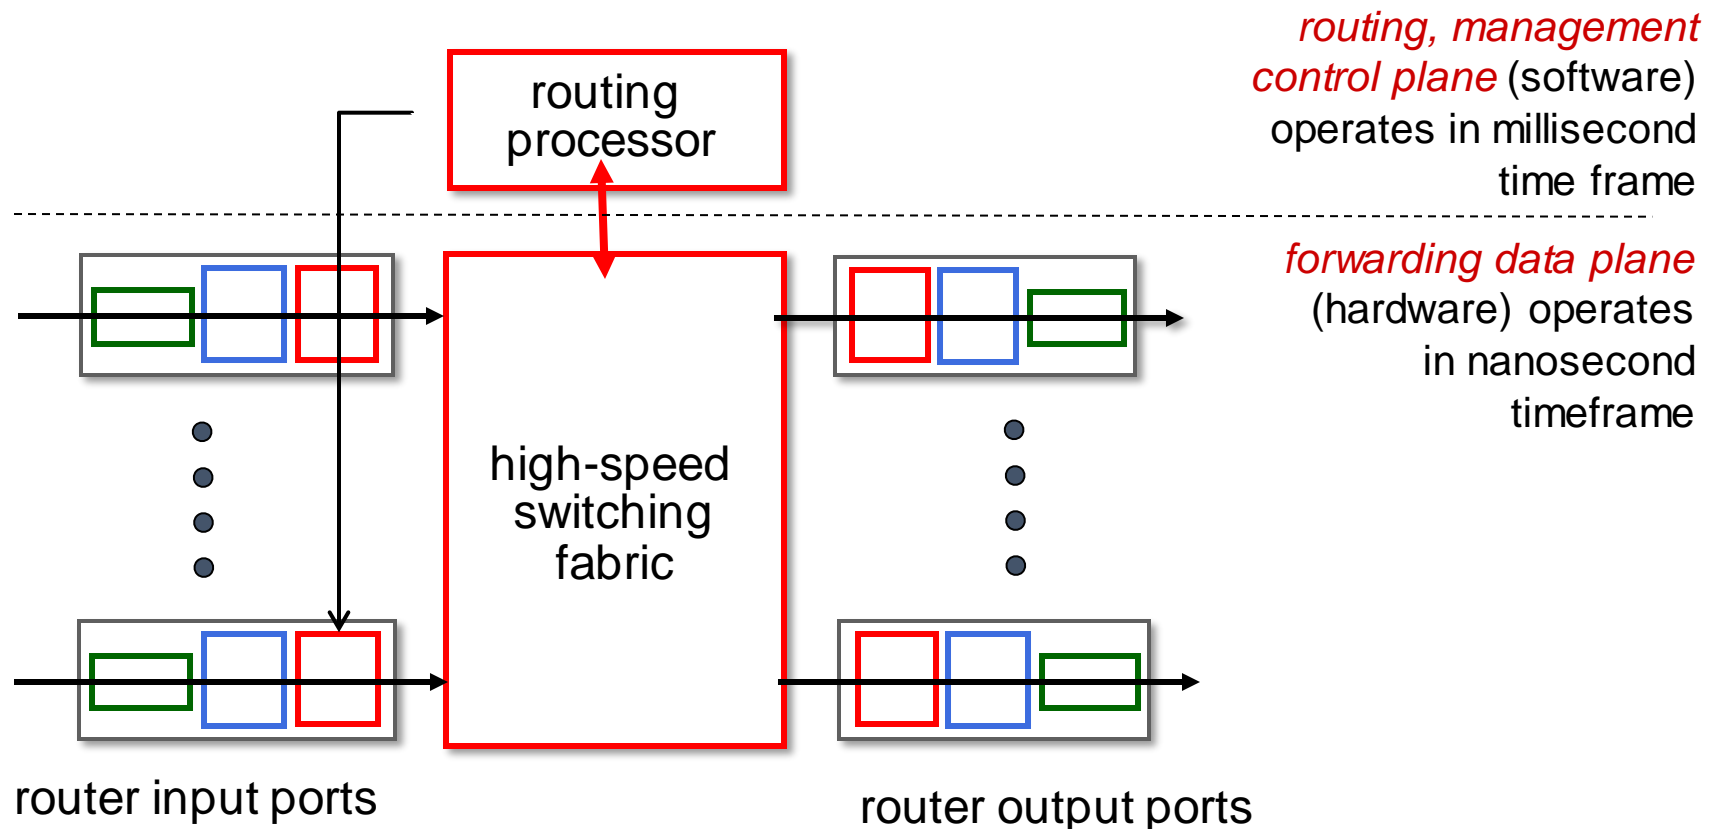 routing, management
control plane (software)
operates in millisecond
time frame
routing
processor
forwarding data plane
(hardware) operates
in nanosecond
timeframe
high-speed
switching
fabric
router input ports
router output ports